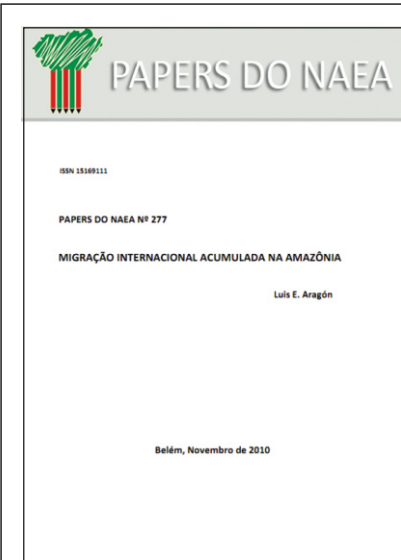 PAPERS DO NAEA
ISSN 15169111
PAPERS DO NAEA Nº 277
MIGRAÇÃO INTERNACIONAL ACUMULADA NA AMAZÔNIA
Luis E. Aragón
Belém, Novembro de 2010